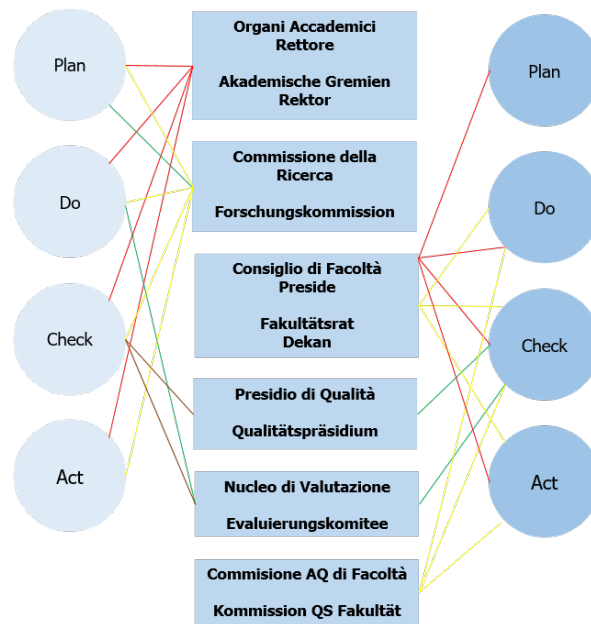 Plan
Do
Check
Act
Organi Accademici
Rettore
Akademische Gremien
Rektor
Commissione della
Ricerca
Forschungskommission
Consiglio di Facoltà
Preside
Fakultätsrat
Dekan
Presidio di Qualità
Qualitätspräsidium
Nucleo di Valutazione
Evaluierungskomitee
Commisione AQ di Facoltà
Kommission QS Fakultät
Plan
Do
Check
Act